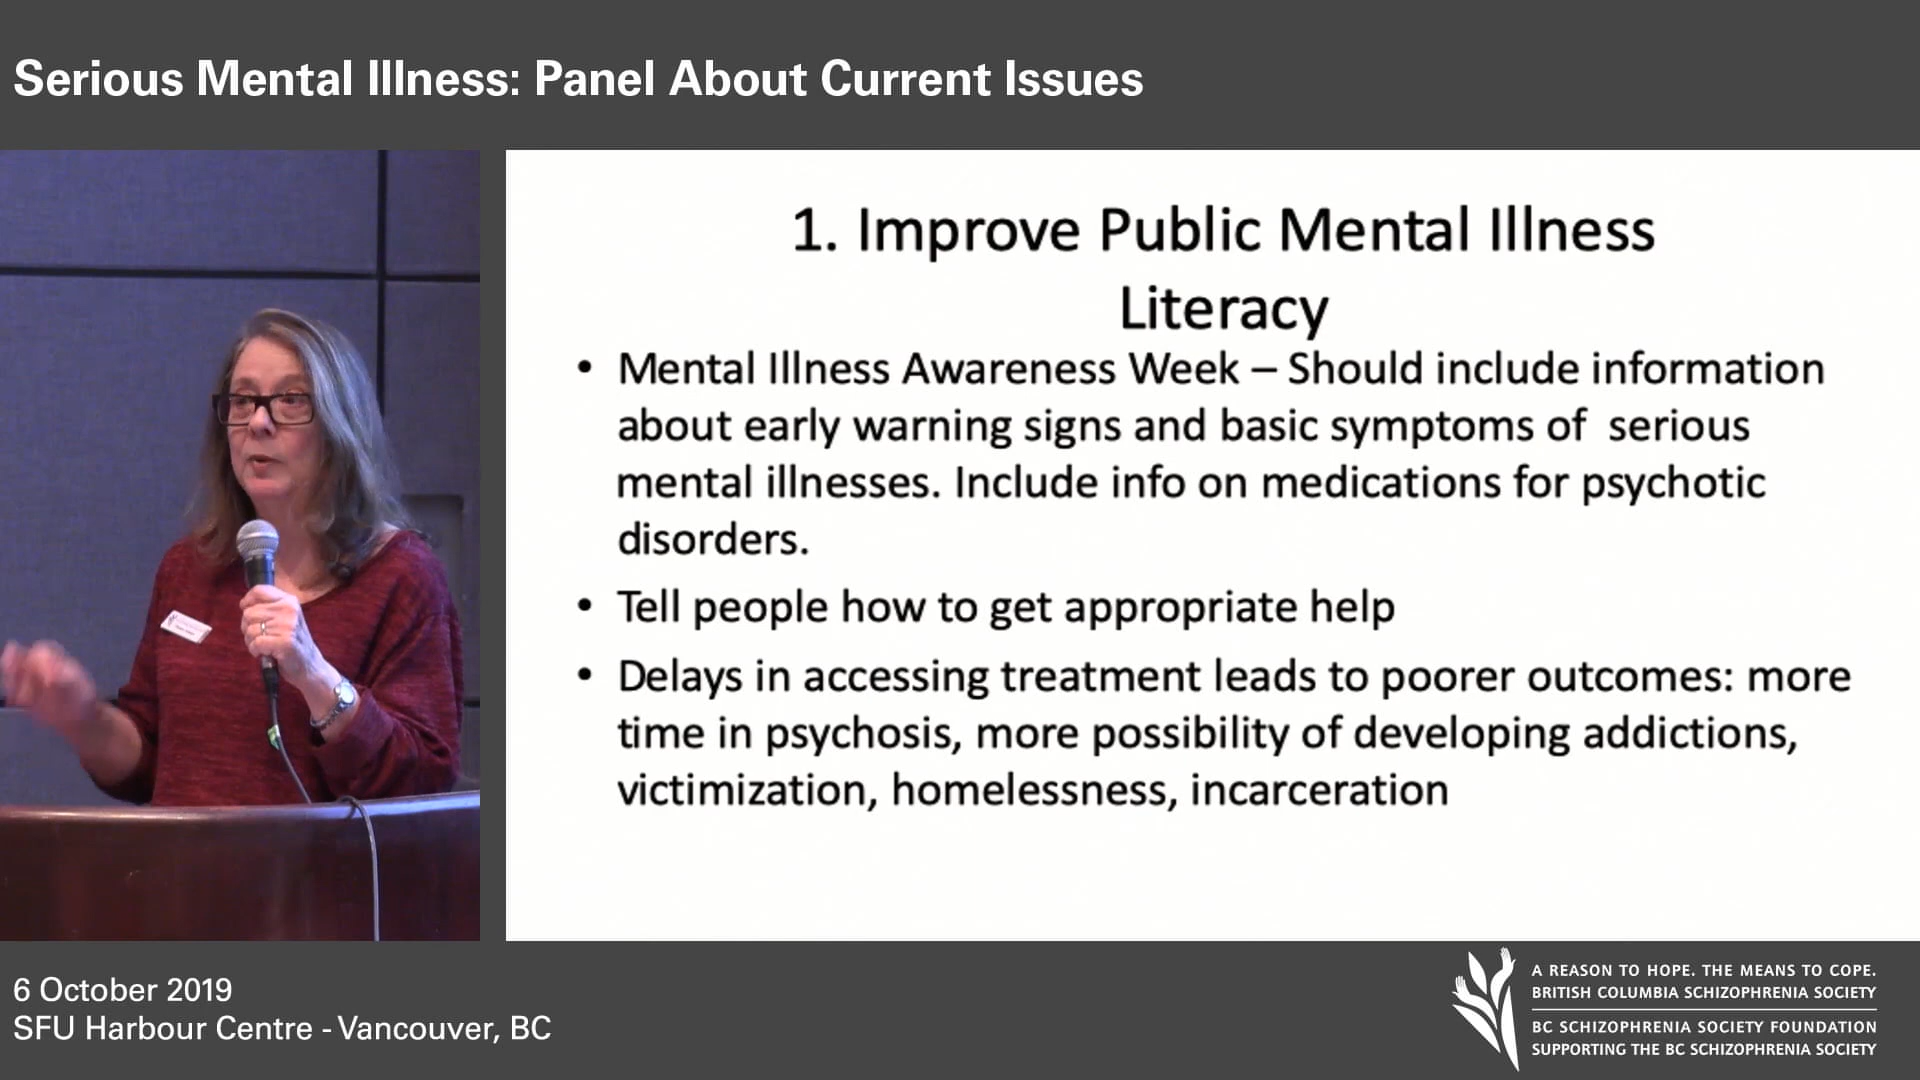 Serious Mental Illness: Panel About Current Issues
1. Improve Public Mental Illness
Literacy
• Mental Illness Awareness Week – Should include information
about early warning signs and basic symptoms of serious
mental illnesses. Include info on medications for psychotic
disorders.
• Tell people how to get appropriate help
• Delays in accessing treatment leads to poorer outcomes: more
time in psychosis, more possibility of developing addictions,
victimization, homelessness, incarceration
6 October 2019
SFU Harbour Centre - Vancouver, BC
A REASON TO HOPE. THE MEANS TO COPE.
BRITISH COLUMBIA SCHIZOPHRENIA SOCIETY
BC SCHIZOPHRENIA SOCIETY FOUNDATION
SUPPORTING THE BC SCHIZOPHRENIA SOCIETY